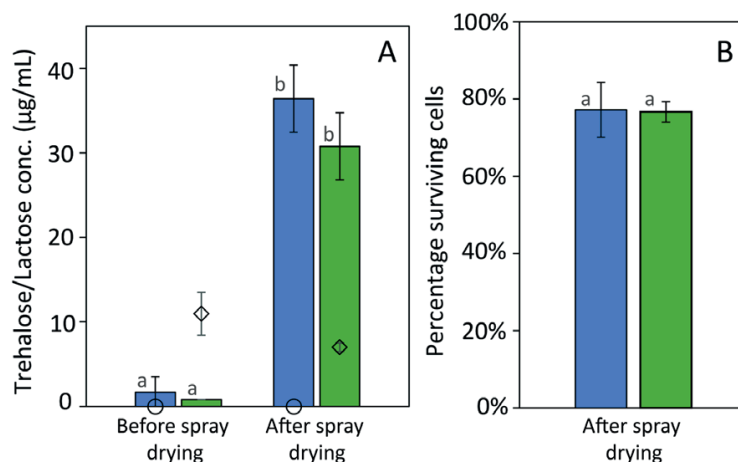 A
Trehalose/Lactose conc. (µg/mL)
40
30
20
10
0
a
a
b
b
Before spray
drying
After spray
drying
B
Percentage surviving cells
100%
80%
60%
40%
20%
0%
a
a
After spray
drying